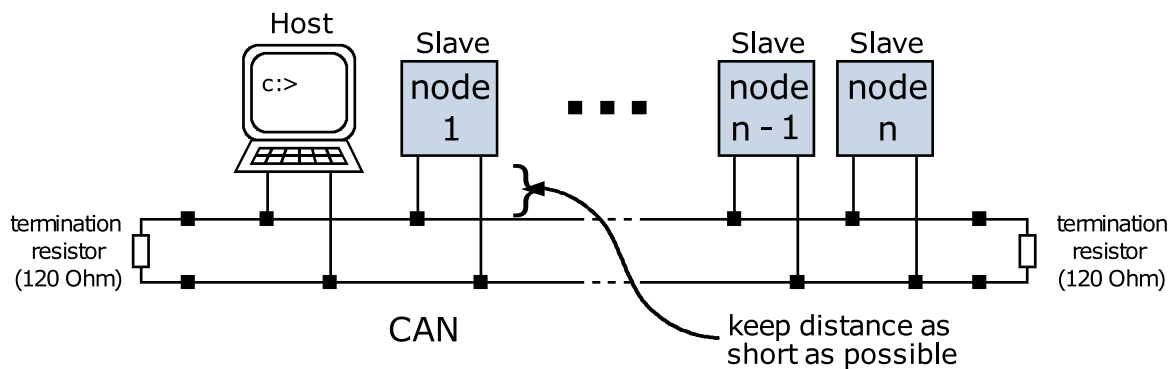 Host
c:>
Slave
node
1
Slave
node
n - 1
Slave
node
n
termination
resistor
(120 Ohm)
termination
resistor
(120 Ohm)
CAN
keep distance as
short as possible